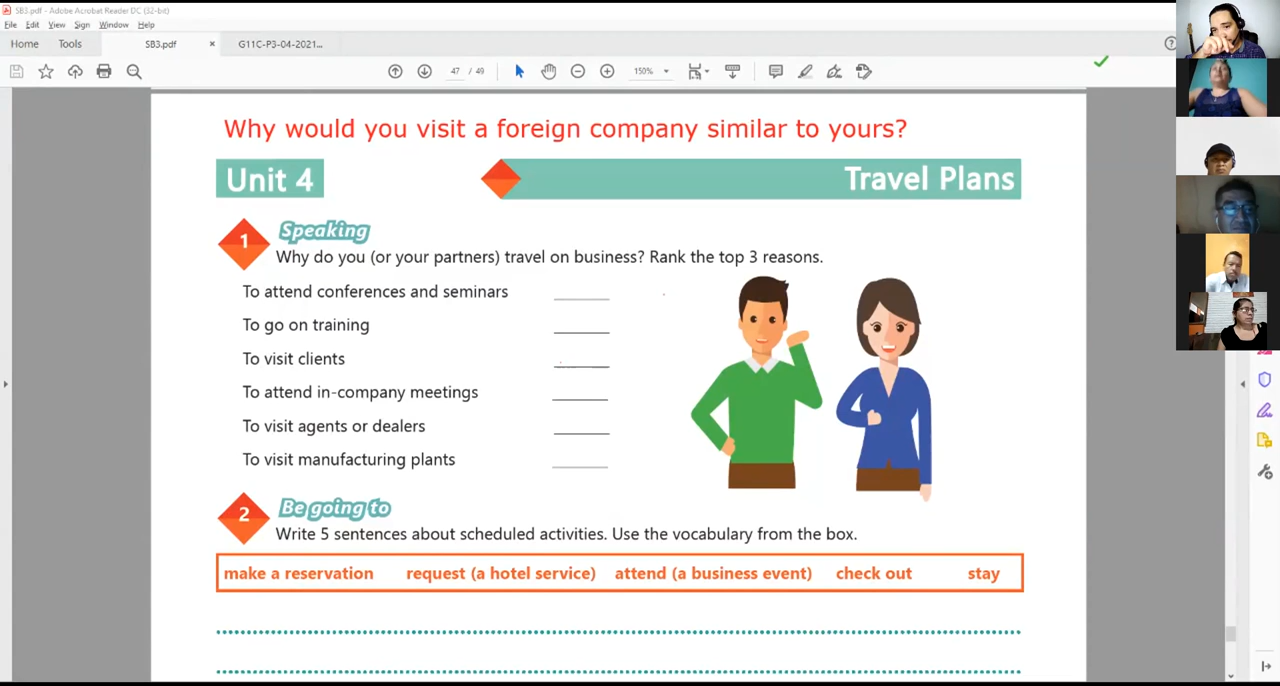 SB3.pdf - Adobe Acrobat Reader DC (32-bit)
File Edit View Sign Window Help
Home Tools SB3.pdf × G11C-P3-04-2021...
47 / 49 150%
Why would you visit a foreign company similar to yours?
Unit 4 Travel Plans
1 Speaking
Why do you (or your partners) travel on business? Rank the top 3 reasons.
To attend conferences and seminars
To go on training
To visit clients
To attend in-company meetings
To visit agents or dealers
To visit manufacturing plants
2 Be going to
Write 5 sentences about scheduled activities. Use the vocabulary from the box.
make a reservation request (a hotel service) attend (a business event) check out stay